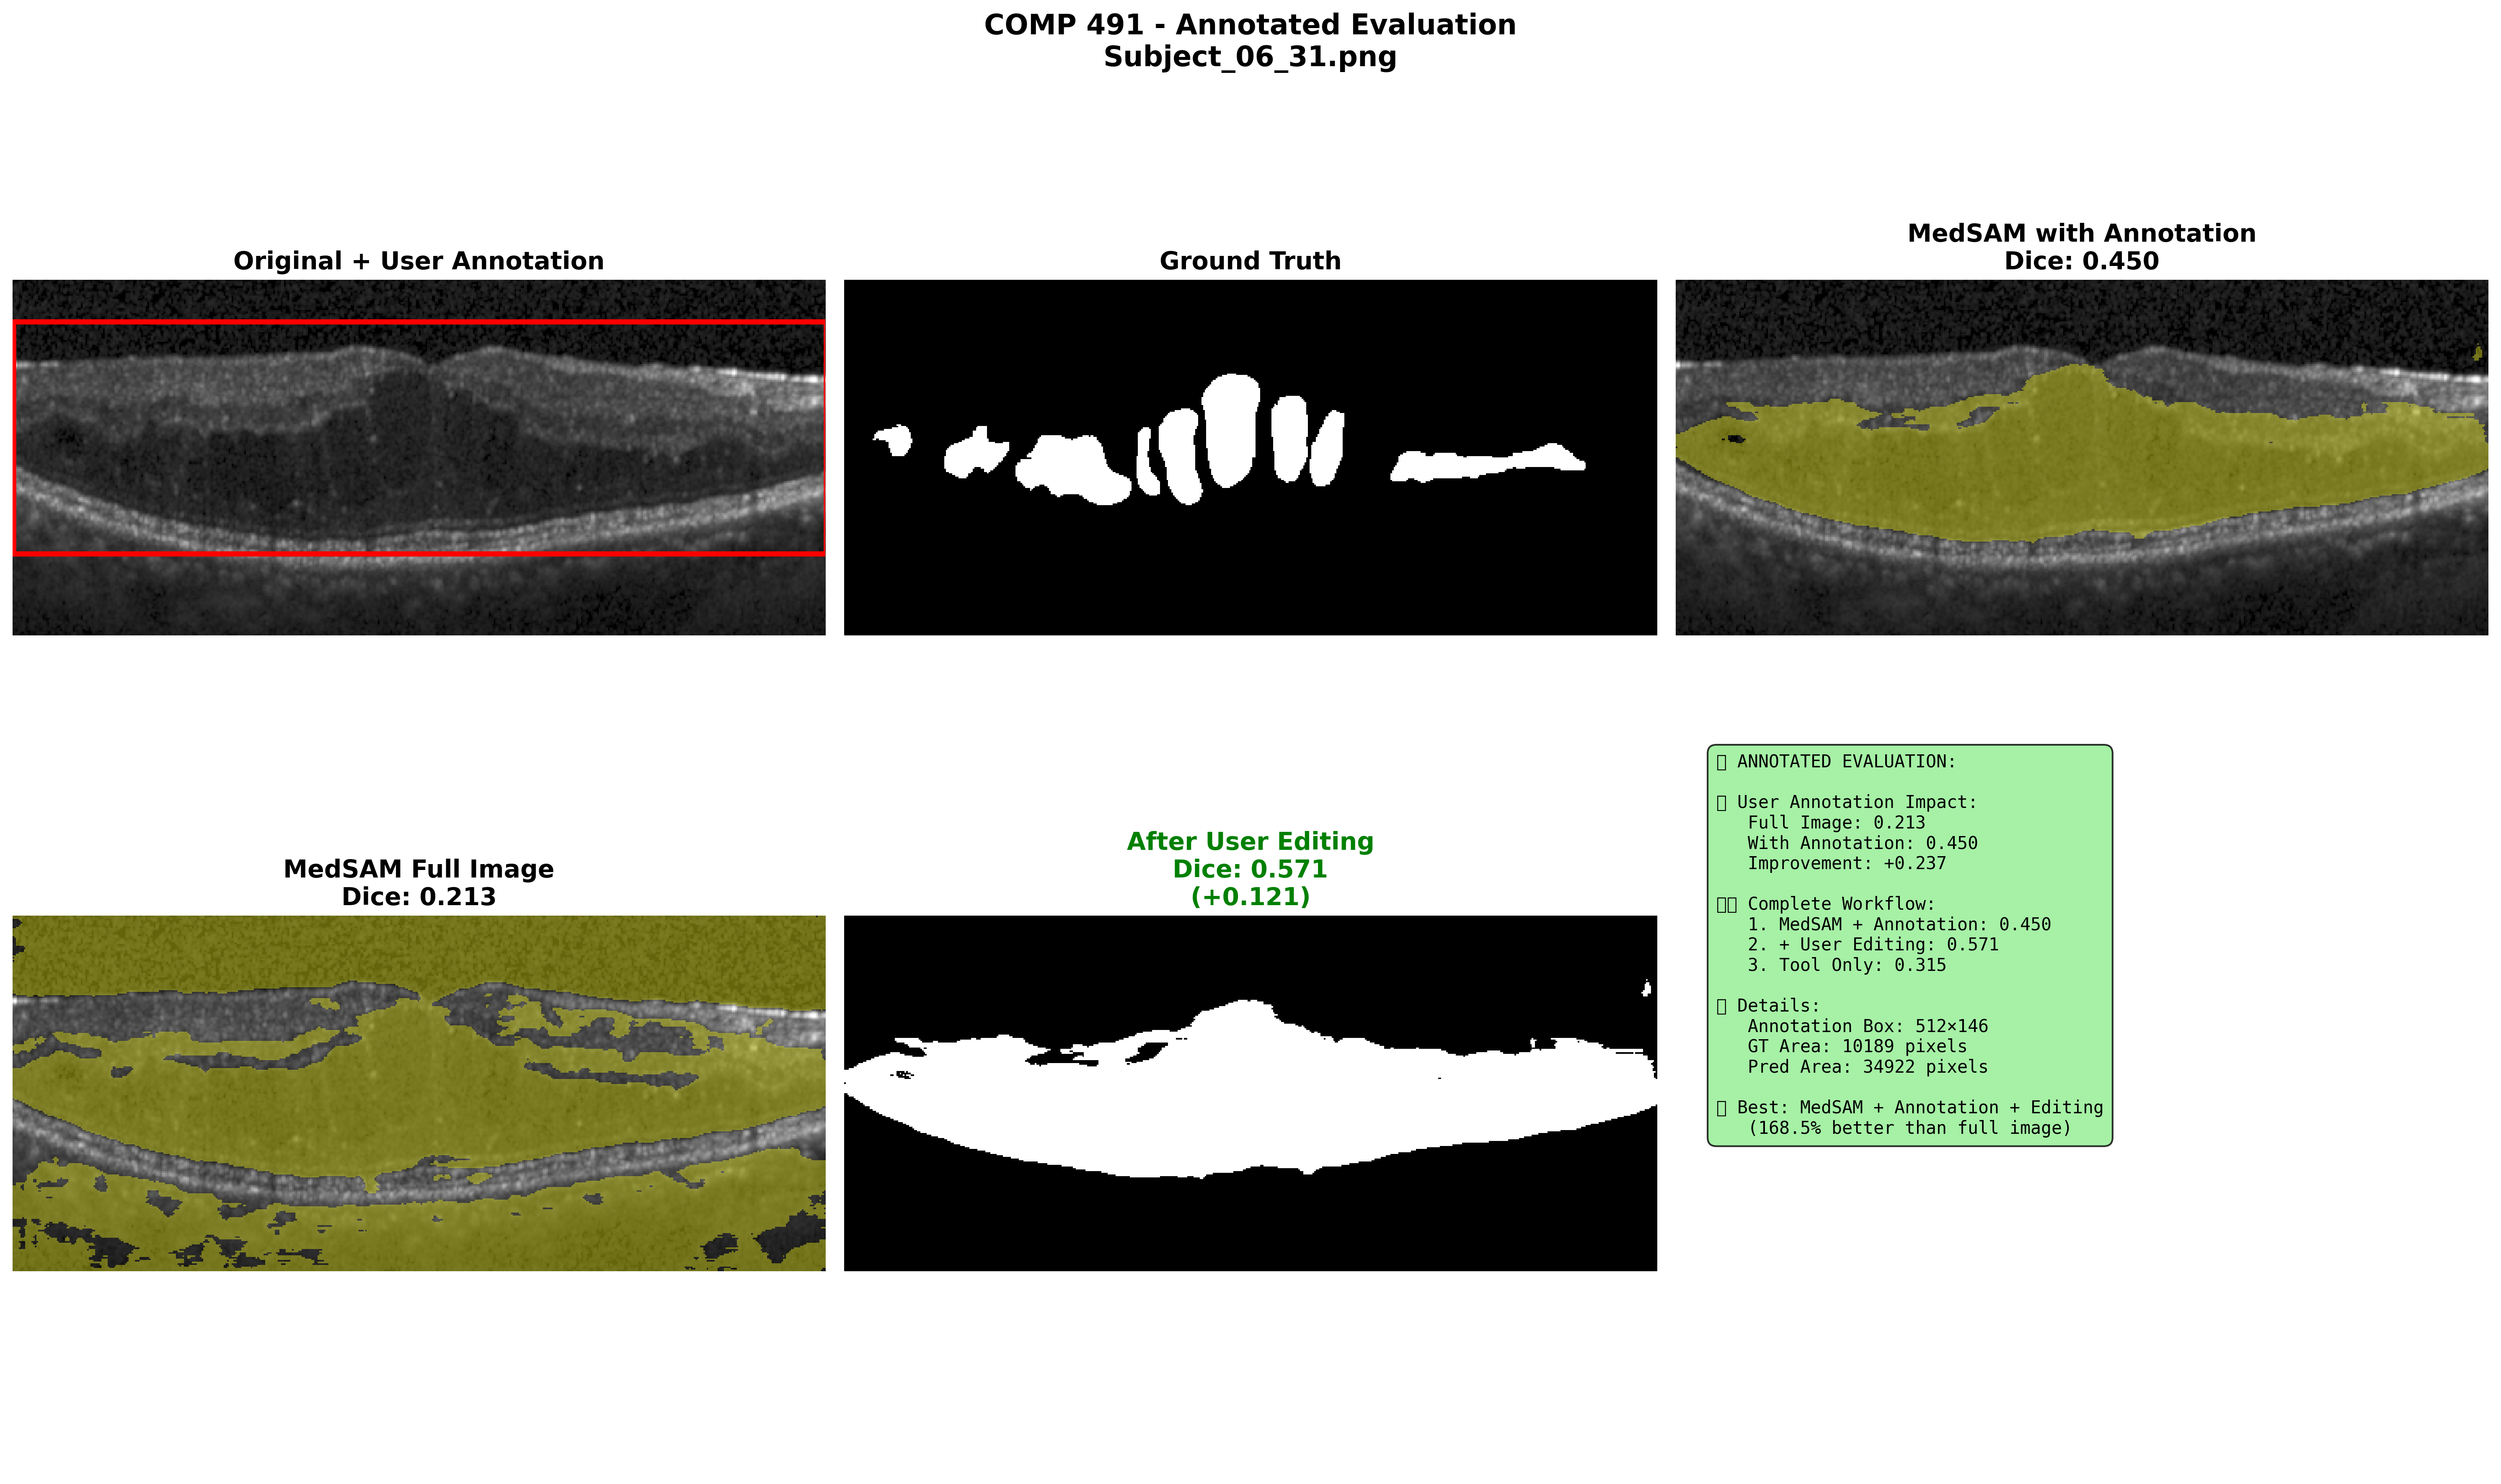 COMP 491 - Annotated Evaluation
Subject_06_31.png
Original + User Annotation
Ground Truth
MedSAM with Annotation
Dice: 0.450
MedSAM Full Image
Dice: 0.213
After User Editing
Dice: 0.571
(+0.121)
ANNOTATED EVALUATION:
User Annotation Impact:
Full Image: 0.213
With Annotation: 0.450
Improvement: +0.237
Complete Workflow:
1. MedSAM + Annotation: 0.450
2. + User Editing: 0.571
3. Tool Only: 0.315
Details:
Annotation Box: 512×146
GT Area: 10189 pixels
Pred Area: 34922 pixels
Best: MedSAM + Annotation + Editing
(168.5% better than full image)